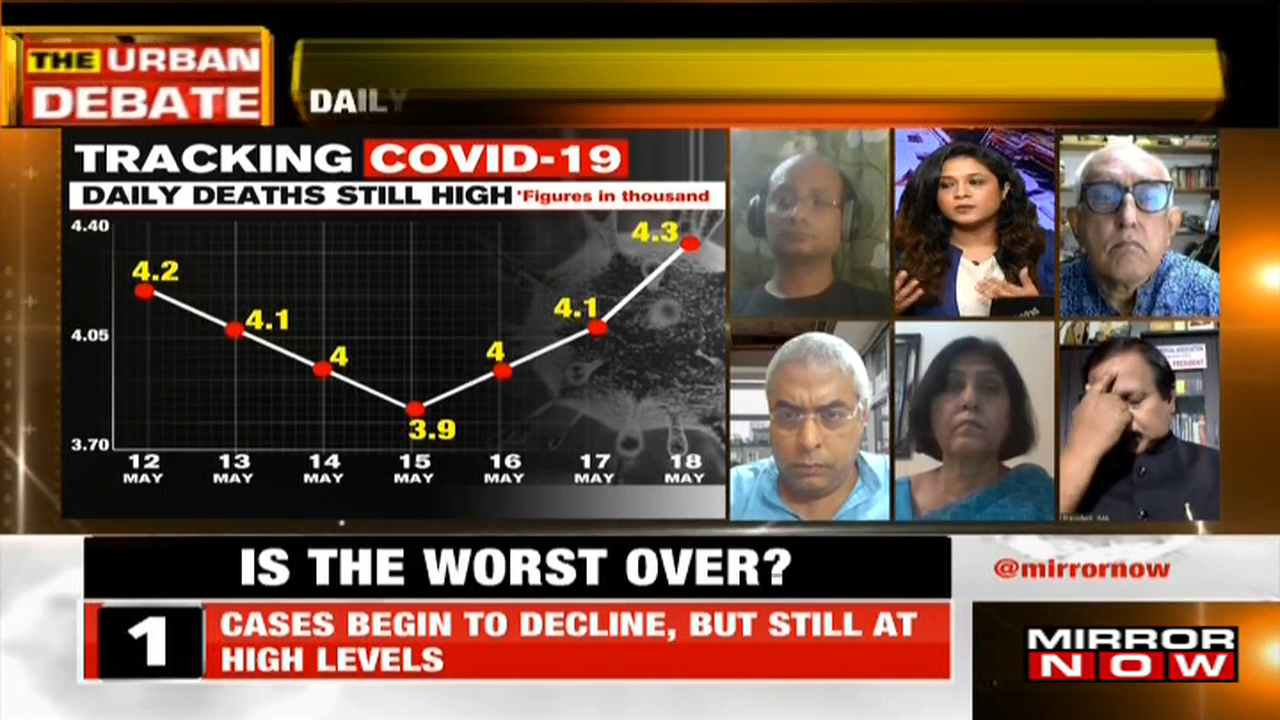 THE URBAN
DEBATE
DAILY
TRACKING COVID-19
DAILY DEATHS STILL HIGH *Figures in thousand
4.40
4.05
3.70
4.2
4.1
4
3.9
4
4.1
4.3
12 MAY
13 MAY
14 MAY
15 MAY
16 MAY
17 MAY
18 MAY
PRESIDENT
IS THE WORST OVER?
1
CASES BEGIN TO DECLINE, BUT STILL AT
HIGH LEVELS
@mirrornow
MIRROR
NOW